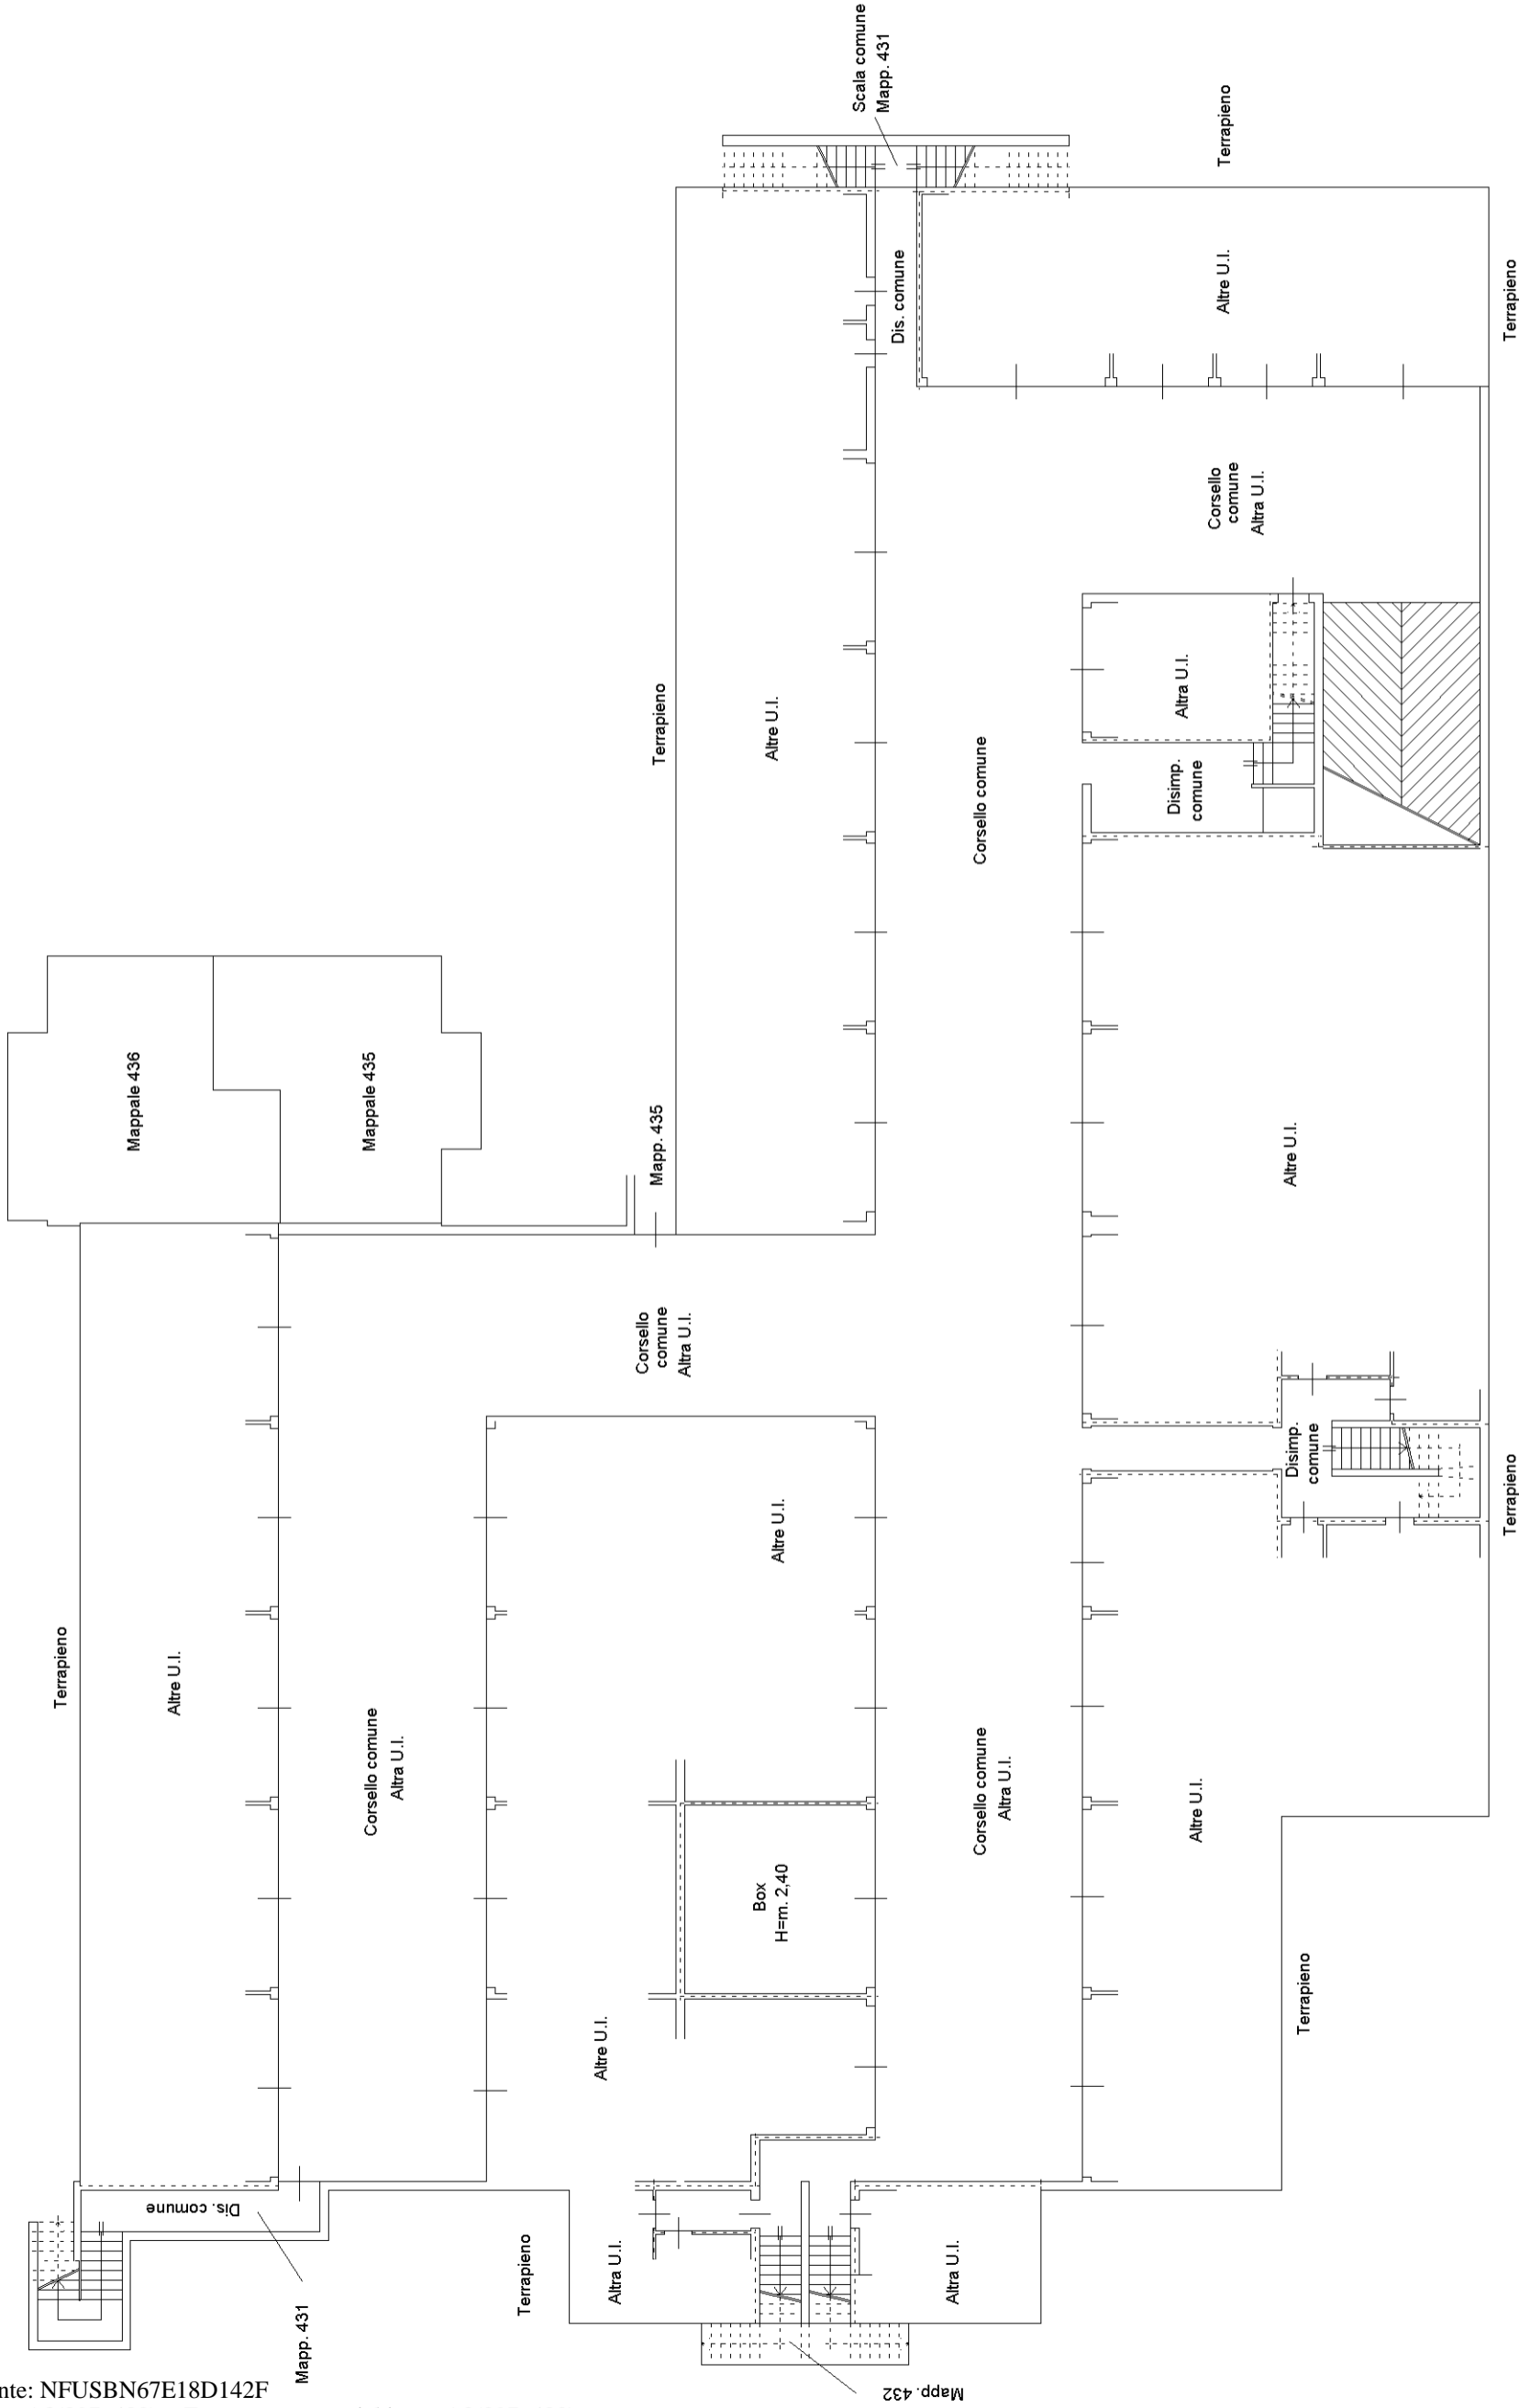 Scala comune
Mapp. 431
Terrapieno
Dis. comune
Altre U.I.
Terrapieno
Corsello
comune
Altra U.I.
Terrapieno
Altre U.I.
Altra U.I.
Corsello comune
Disimp.
comune
Mappale 436
Mappale 435
Mapp. 435
Altre U.I.
Corsello
comune
Altra U.I.
Disimp.
comune
Terrapieno
Altre U.I.
Terrapieno
Altre U.I.
Corsello comune
Altra U.I.
Corsello comune
Altra U.I.
Altre U.I.
Box
H=m. 2,40
Terrapieno
Altre U.I.
Dis. comune
Mapp. 431
Terrapieno
Altra U.I.
Altra U.I.
Mapp. 432
nte: NFUSBN67E18D142F